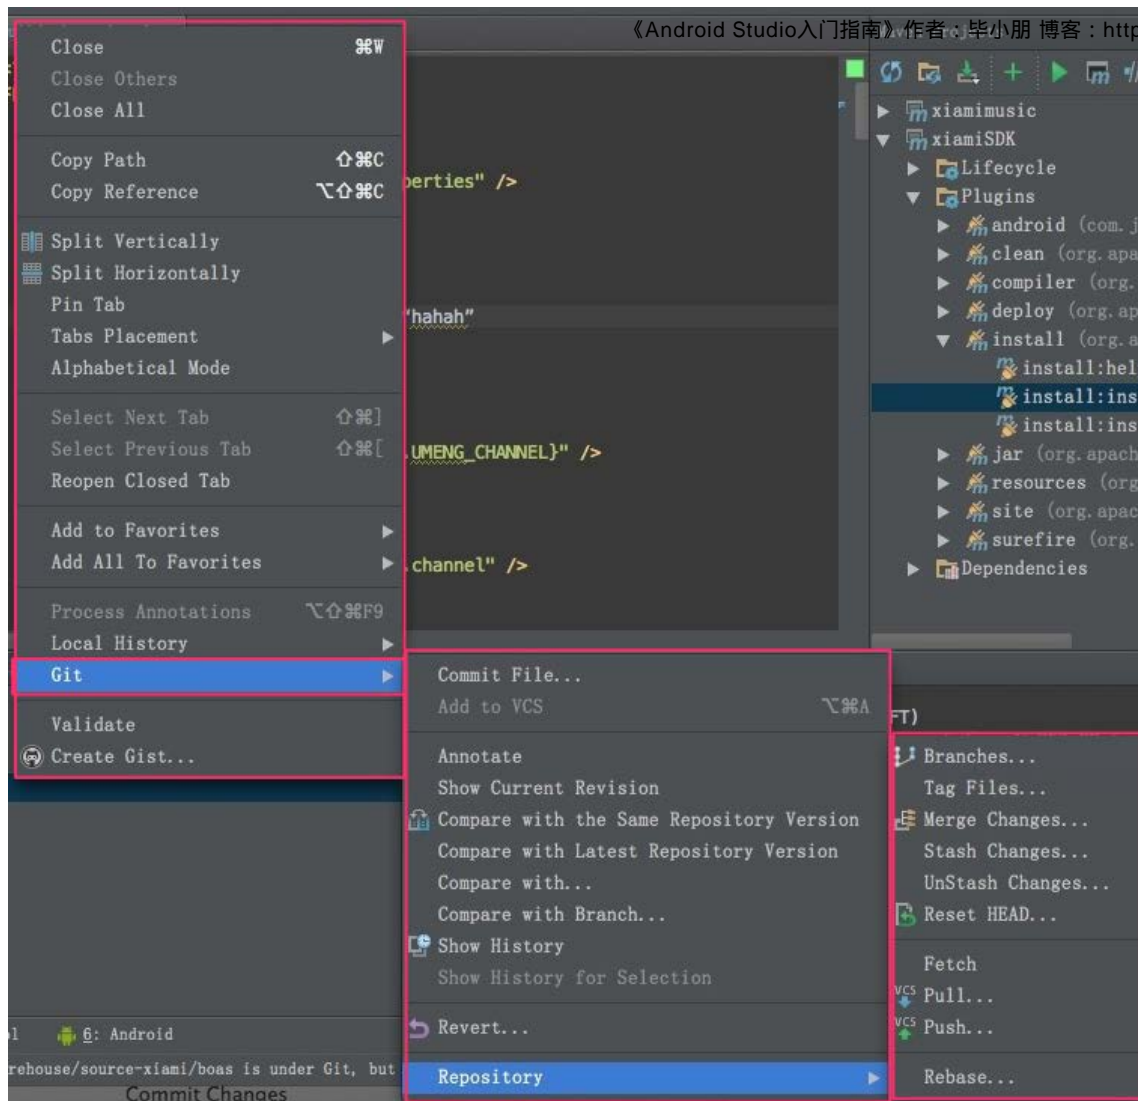 《Android Studio入门指南》作者：毕小朋 博客：http
Close ⌘W
Close Others
Close All
Copy Path ⇧⌘C
Copy Reference ⌥⇧⌘C
Split Vertically
Split Horizontally
Pin Tab
Tabs Placement
Alphabetical Mode
Select Next Tab ⇧⌘]
Select Previous Tab ⇧⌘[
Reopen Closed Tab
Add to Favorites
Add All To Favorites
Process Annotations ⌥⇧⌘F9
Local History
Git
Validate
Create Gist...
perties" />
"hahah"
.UMENG_CHANNEL}" />
.channel" />
xiamimusic
xiamiSDK
Lifecycle
Plugins
android (com.j
clean (org.apa
compiler (org.
deploy (org.ap
install (org.a
install:hel
install:ins
install:ins
jar (org.apach
resources (org
site (org.apac
surefire (org.
Dependencies
Commit File...
Add to VCS ⌥⌘A
Annotate
Show Current Revision
Compare with the Same Repository Version
Compare with Latest Repository Version
Compare with...
Compare with Branch...
Show History
Show History for Selection
Revert...
Repository
FT)
Branches...
Tag Files...
Merge Changes...
Stash Changes...
UnStash Changes...
Reset HEAD...
Fetch
VCS Pull...
VCS Push...
Rebase...
ol 6: Android
rehouse/source-xiami/boas is under Git, but
Commit Changes